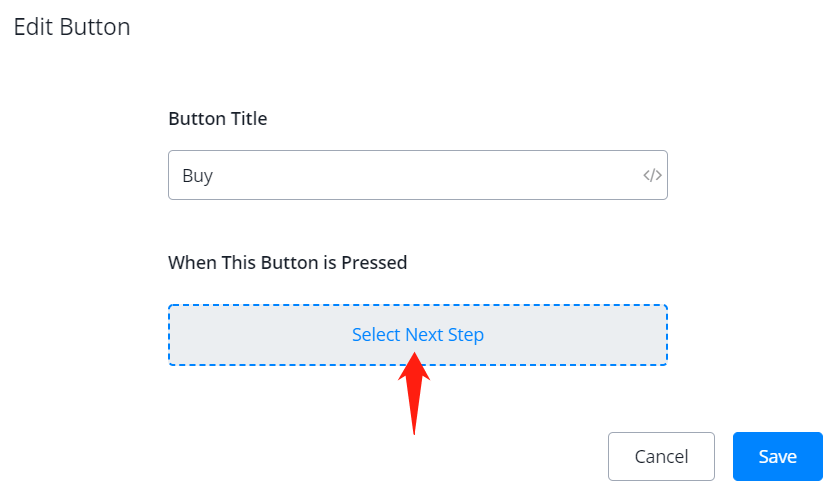 Edit Button
Button Title
Buy </>
When This Button is Pressed
Select Next Step
Cancel Save